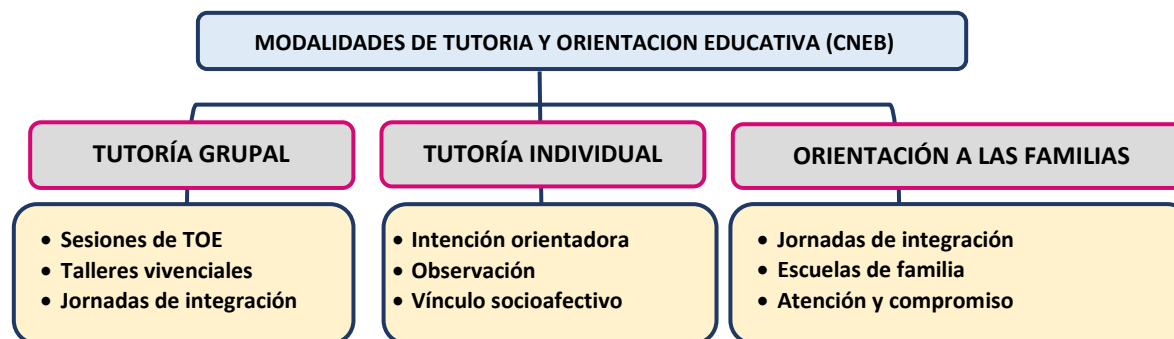 MODALIDADES DE TUTORIA Y ORIENTACION EDUCATIVA (CNEB)
TUTORÍA GRUPAL
• Sesiones de TOE
• Talleres vivenciales
• Jornadas de integración
TUTORÍA INDIVIDUAL
• Intención orientadora
• Observación
• Vínculo socioafectivo
ORIENTACIÓN A LAS FAMILIAS
• Jornadas de integración
• Escuelas de familia
• Atención y compromiso